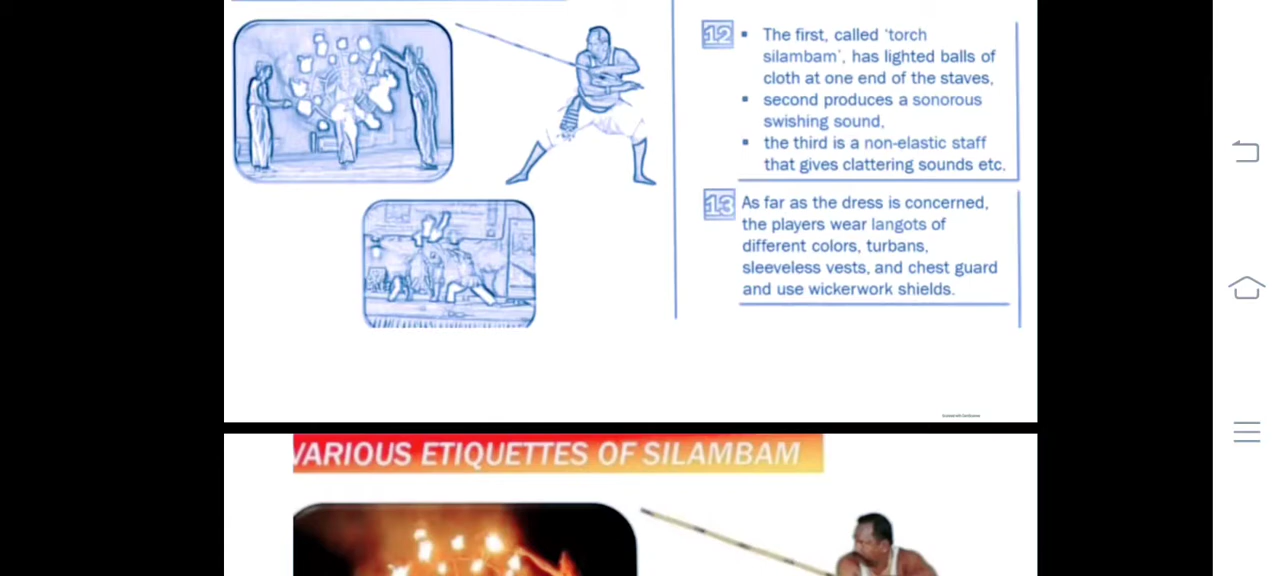 12 ▪ The first, called ‘torch
silambam’, has lighted balls of
cloth at one end of the staves,
▪ second produces a sonorous
swishing sound,
▪ the third is a non-elastic staff
that gives clattering sounds etc.
13 As far as the dress is concerned,
the players wear langots of
different colors, turbans,
sleeveless vests, and chest guard
and use wickerwork shields.
VARIOUS ETIQUETTES OF SILAMBAM